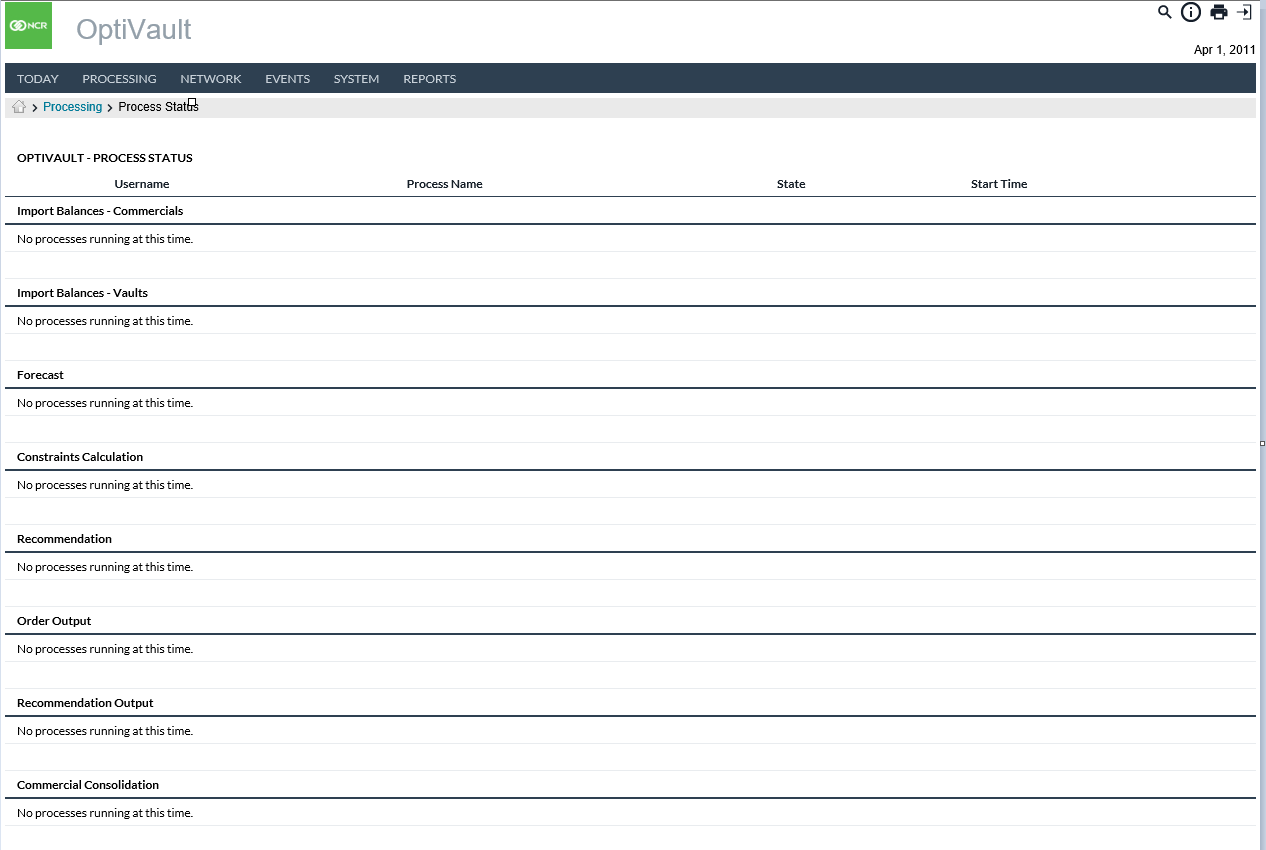 NCR
OptiVault
Apr 1, 2011
TODAY PROCESSING NETWORK EVENTS SYSTEM REPORTS
> Processing > Process Status
OPTIVAULT - PROCESS STATUS
Username Process Name State Start Time
Import Balances - Commercials
No processes running at this time.
Import Balances - Vaults
No processes running at this time.
Forecast
No processes running at this time.
Constraints Calculation
No processes running at this time.
Recommendation
No processes running at this time.
Order Output
No processes running at this time.
Recommendation Output
No processes running at this time.
Commercial Consolidation
No processes running at this time.